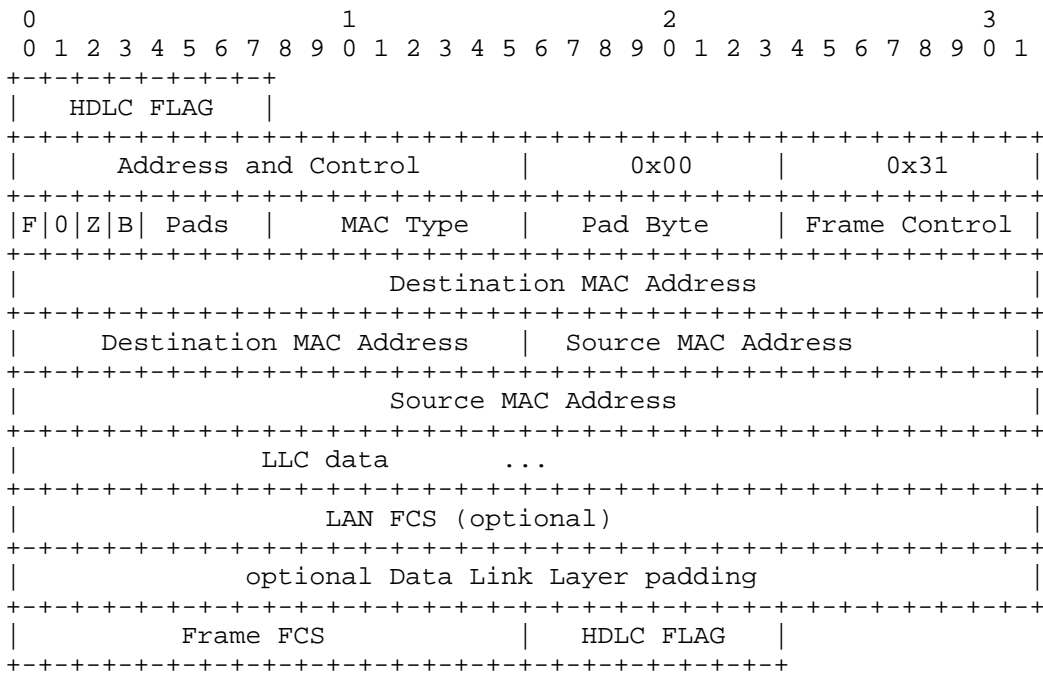 0                   1                   2                   3
 0 1 2 3 4 5 6 7 8 9 0 1 2 3 4 5 6 7 8 9 0 1 2 3 4 5 6 7 8 9 0 1
+-+-+-+-+-+-+-+-+
|   HDLC FLAG   |
+-+-+-+-+-+-+-+-+-+-+-+-+-+-+-+-+-+-+-+-+-+-+-+-+-+-+-+-+-+-+-+-+
|      Address and Control      |      0x00     |      0x31     |
+-+-+-+-+-+-+-+-+-+-+-+-+-+-+-+-+-+-+-+-+-+-+-+-+-+-+-+-+-+-+-+-+
|F|0|Z|B| Pads  |    MAC Type   |   Pad Byte    | Frame Control |
+-+-+-+-+-+-+-+-+-+-+-+-+-+-+-+-+-+-+-+-+-+-+-+-+-+-+-+-+-+-+-+-+
|                       Destination MAC Address                 |
+-+-+-+-+-+-+-+-+-+-+-+-+-+-+-+-+-+-+-+-+-+-+-+-+-+-+-+-+-+-+-+-+
|     Destination MAC Address   |  Source MAC Address           |
+-+-+-+-+-+-+-+-+-+-+-+-+-+-+-+-+-+-+-+-+-+-+-+-+-+-+-+-+-+-+-+-+
|                       Source MAC Address                      |
+-+-+-+-+-+-+-+-+-+-+-+-+-+-+-+-+-+-+-+-+-+-+-+-+-+-+-+-+-+-+-+-+
|               LLC data       ...
+-+-+-+-+-+-+-+-+-+-+-+-+-+-+-+-+-+-+-+-+-+-+-+-+-+-+-+-+-+-+-+-+
|                   LAN FCS (optional)                          |
+-+-+-+-+-+-+-+-+-+-+-+-+-+-+-+-+-+-+-+-+-+-+-+-+-+-+-+-+-+-+-+-+
|              optional Data Link Layer padding                 |
+-+-+-+-+-+-+-+-+-+-+-+-+-+-+-+-+-+-+-+-+-+-+-+-+-+-+-+-+-+-+-+-+
|          Frame FCS            |   HDLC FLAG   |
+-+-+-+-+-+-+-+-+-+-+-+-+-+-+-+-+-+-+-+-+-+-+-+-+